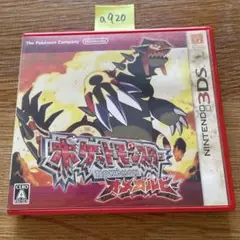 a920
The Pokémon Company
Nintendo
NINTENDO 3DS
ポケットモンスター
オメガルビー
CERO
A